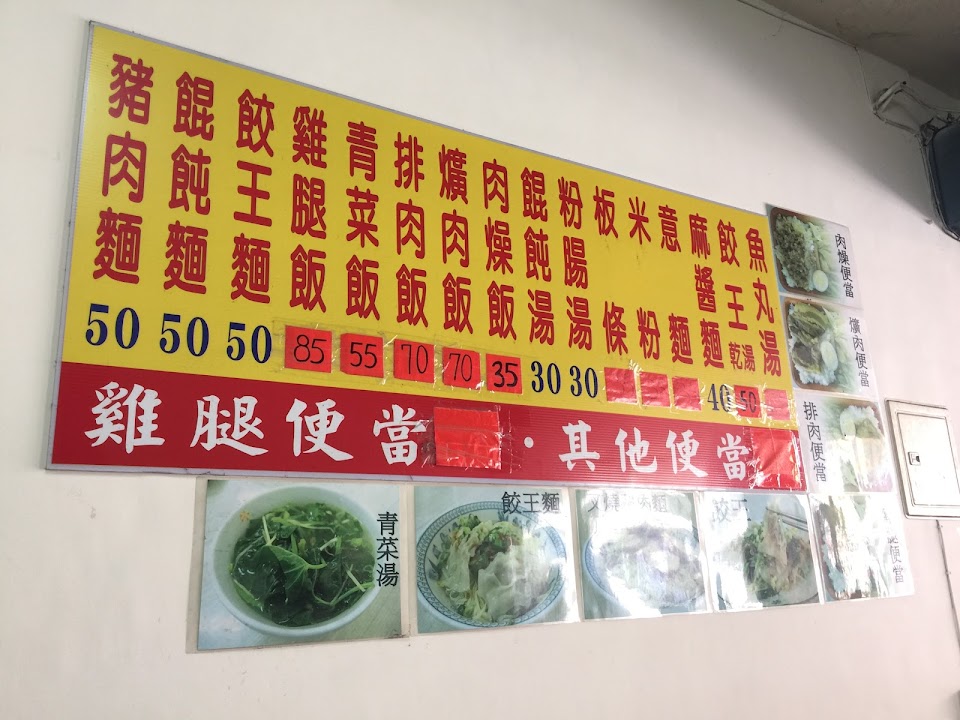 豬肉麵 50
餛飩麵 50
餃王麵 50
雞腿飯 85
青菜飯 55
排肉飯 70
爌肉飯 70
肉燥飯 35
餛飩湯 30
粉腸湯 30
板條
米粉
意麵
麻醬麵 40
餃王乾湯 50
魚丸湯
雞腿便當 · 其他便當
肉燥便當
爌肉便當
排肉便當
青菜湯
餃王麵
餃王
便當